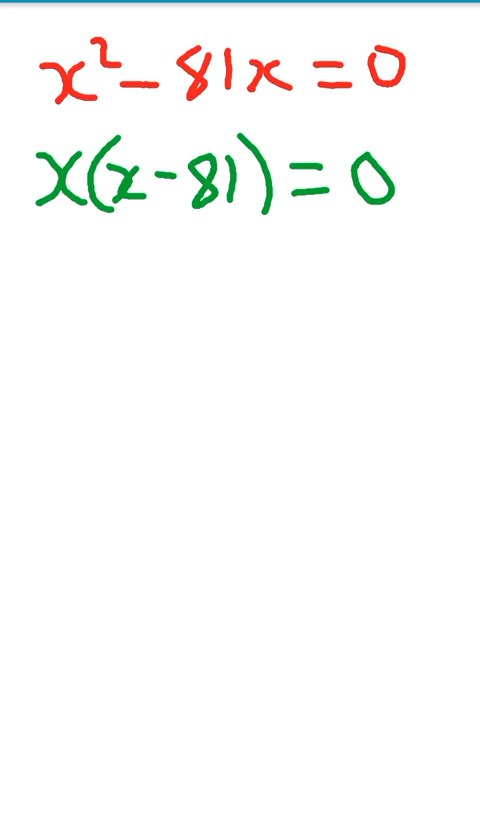 x² - 81x = 0
x(x - 81) = 0